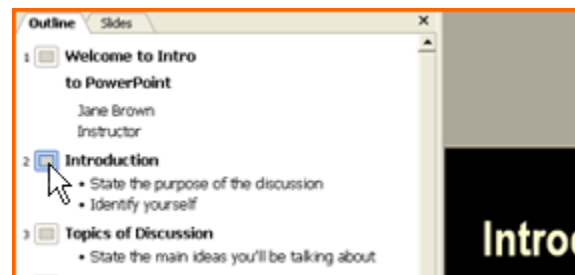 Outline Slides
1 Welcome to Intro
to PowerPoint
Jane Brown
Instructor
2 Introduction
• State the purpose of the discussion
• Identify yourself
3 Topics of Discussion
• State the main ideas you'll be talking about
Introd